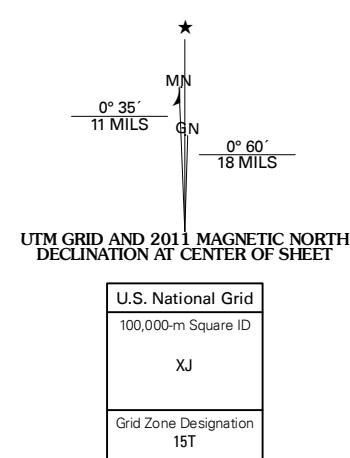 MN
0° 35´
11 MILS
GN
0° 60´
18 MILS
UTM GRID AND 2011 MAGNETIC NORTH
DECLINATION AT CENTER OF SHEET
U.S. National Grid
100,000-m Square ID
XJ
Grid Zone Designation
15T